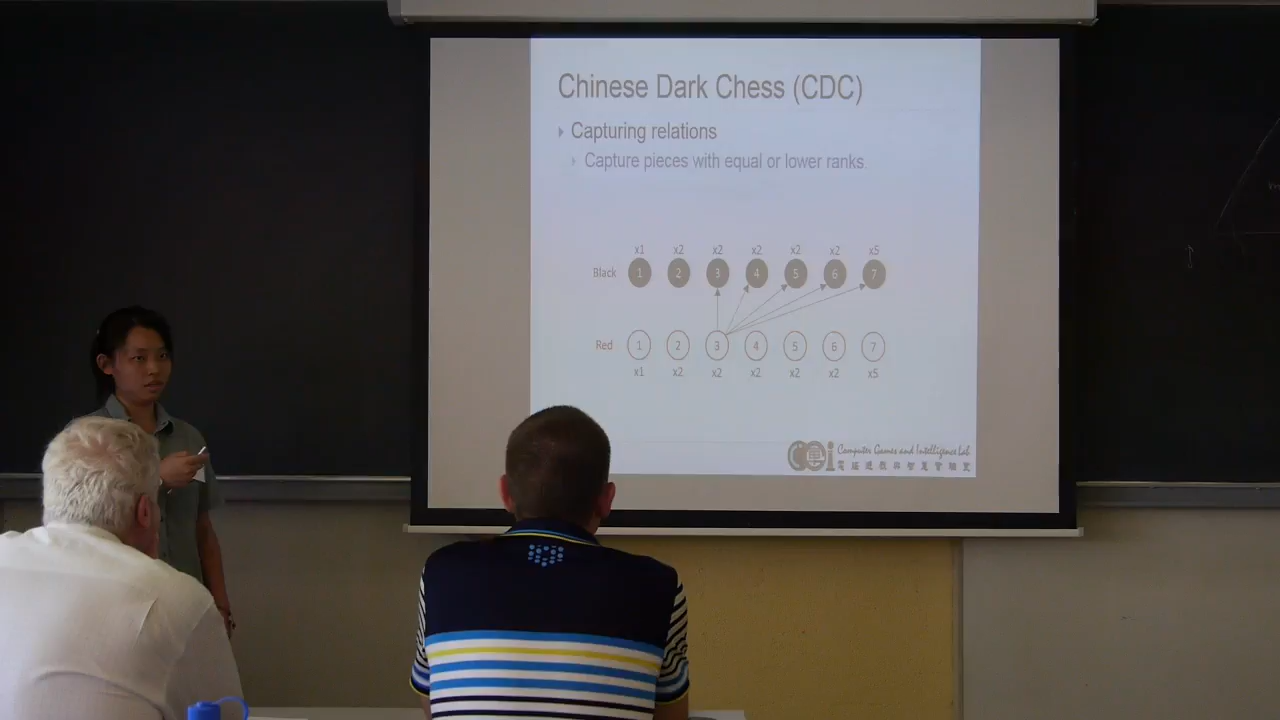 Chinese Dark Chess (CDC)
Capturing relations
Capture pieces with equal or lower ranks.
x1 x2 x2 x2 x2 x2 x5
Black 1 2 3 4 5 6 7
Red 1 2 3 4 5 6 7
x1 x2 x2 x2 x2 x2 x5
Computer Games and Intelligence Lab